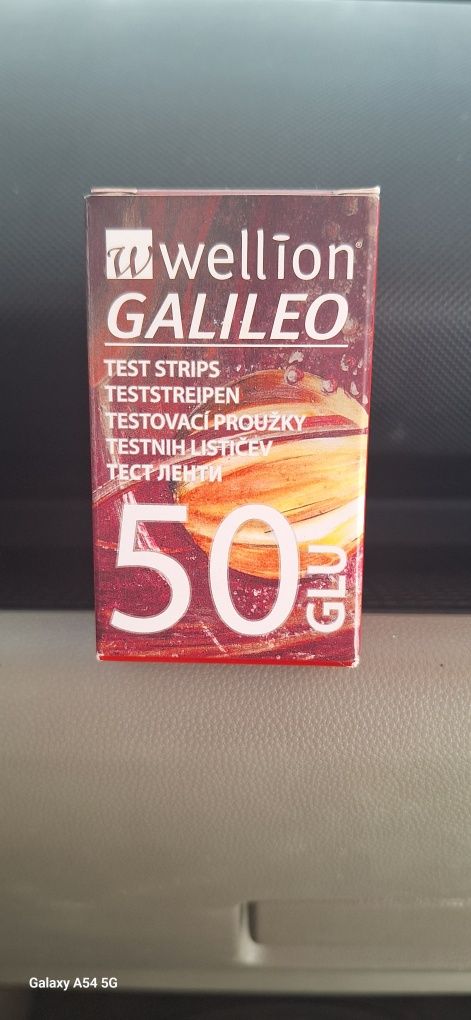 w wellion®
GALILEO
TEST STRIPS
TESTSTREIPEN
TESTOVACÍ PROUŽKY
TESTNIH LISTIČEV
ТЕСТ ЛЕНТИ
50
GLU
Galaxy A54 5G